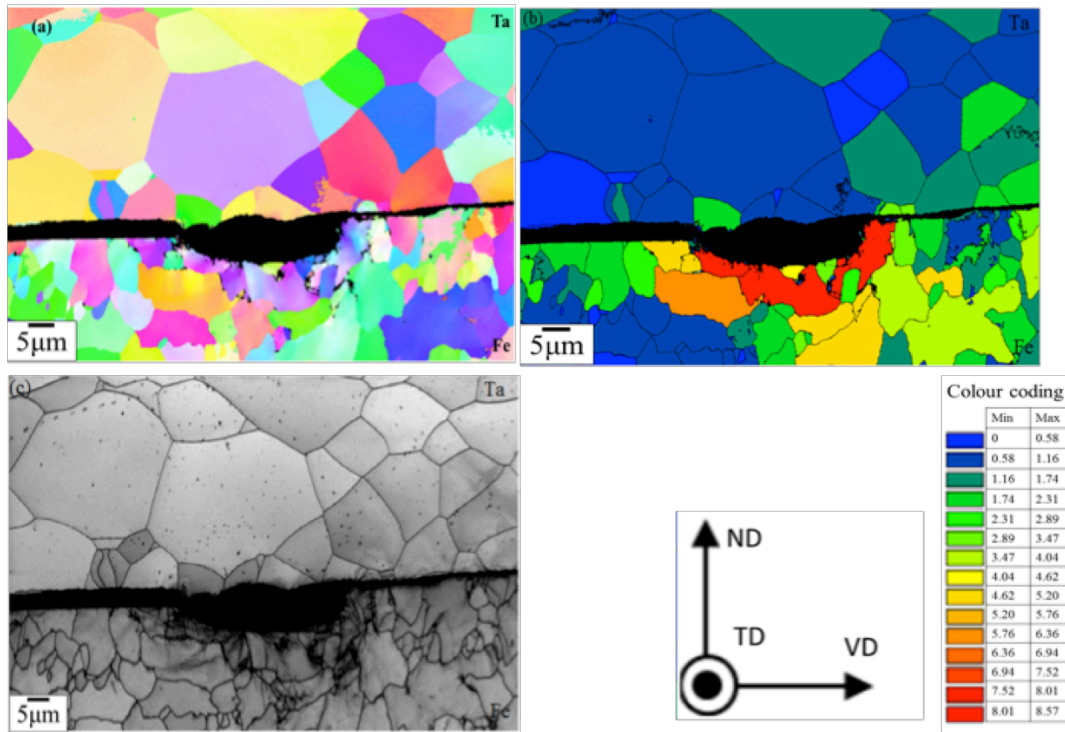 (a)
Ta
5μm
Fe
(b)
Ta
5μm
Fe
(c)
Ta
5μm
Fe
ND
TD
VD
Colour coding
Min Max
0 0.58
0.58 1.16
1.16 1.74
1.74 2.31
2.31 2.89
2.89 3.47
3.47 4.04
4.04 4.62
4.62 5.20
5.20 5.76
5.76 6.36
6.36 6.94
6.94 7.52
7.52 8.01
8.01 8.57